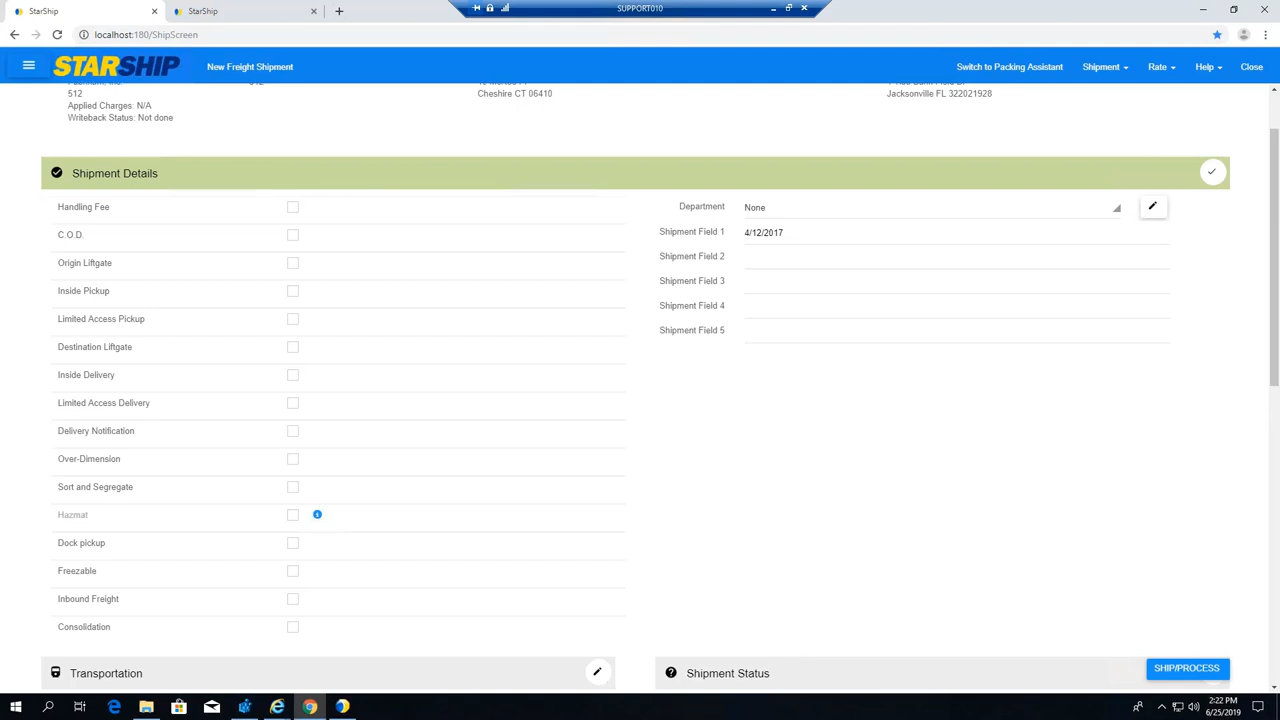 StarShip
StarShip
SUPPORT010
localhost:180/ShipScreen
STARSHIP
New Freight Shipment
Switch to Packing Assistant
Shipment
Rate
Help
Close
512
Applied Charges: N/A
Writeback Status: Not done
Cheshire CT 06410
Jacksonville FL 322021928
Shipment Details
Handling Fee
C.O.D.
Origin Liftgate
Inside Pickup
Limited Access Pickup
Destination Liftgate
Inside Delivery
Limited Access Delivery
Delivery Notification
Over-Dimension
Sort and Segregate
Hazmat
Dock pickup
Freezable
Inbound Freight
Consolidation
Department
None
Shipment Field 1
4/12/2017
Shipment Field 2
Shipment Field 3
Shipment Field 4
Shipment Field 5
Transportation
Shipment Status
SHIP/PROCESS
2:22 PM
6/25/2019